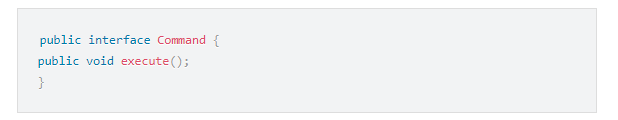 public interface Command {
public void execute();
}